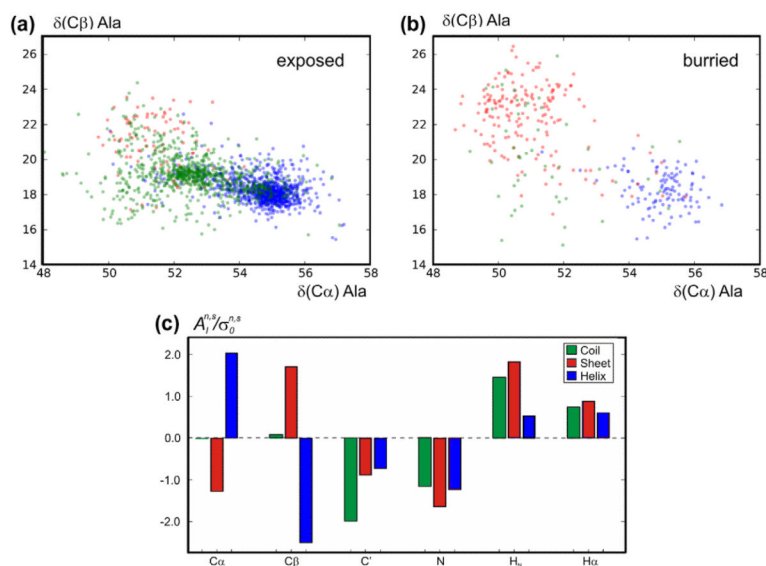 (a)
δ(Cβ) Ala
exposed
26
24
22
20
18
16
14
48
50
52
54
56
58
δ(Cα) Ala
(b)
δ(Cβ) Ala
burried
26
24
22
20
18
16
14
48
50
52
54
56
58
δ(Cα) Ala
(c)
A_I^{n,s}/σ_0^{n,s}
Coil
Sheet
Helix
2.0
1.0
0.0
-1.0
-2.0
Cα
Cβ
C'
N
H_N
Hα